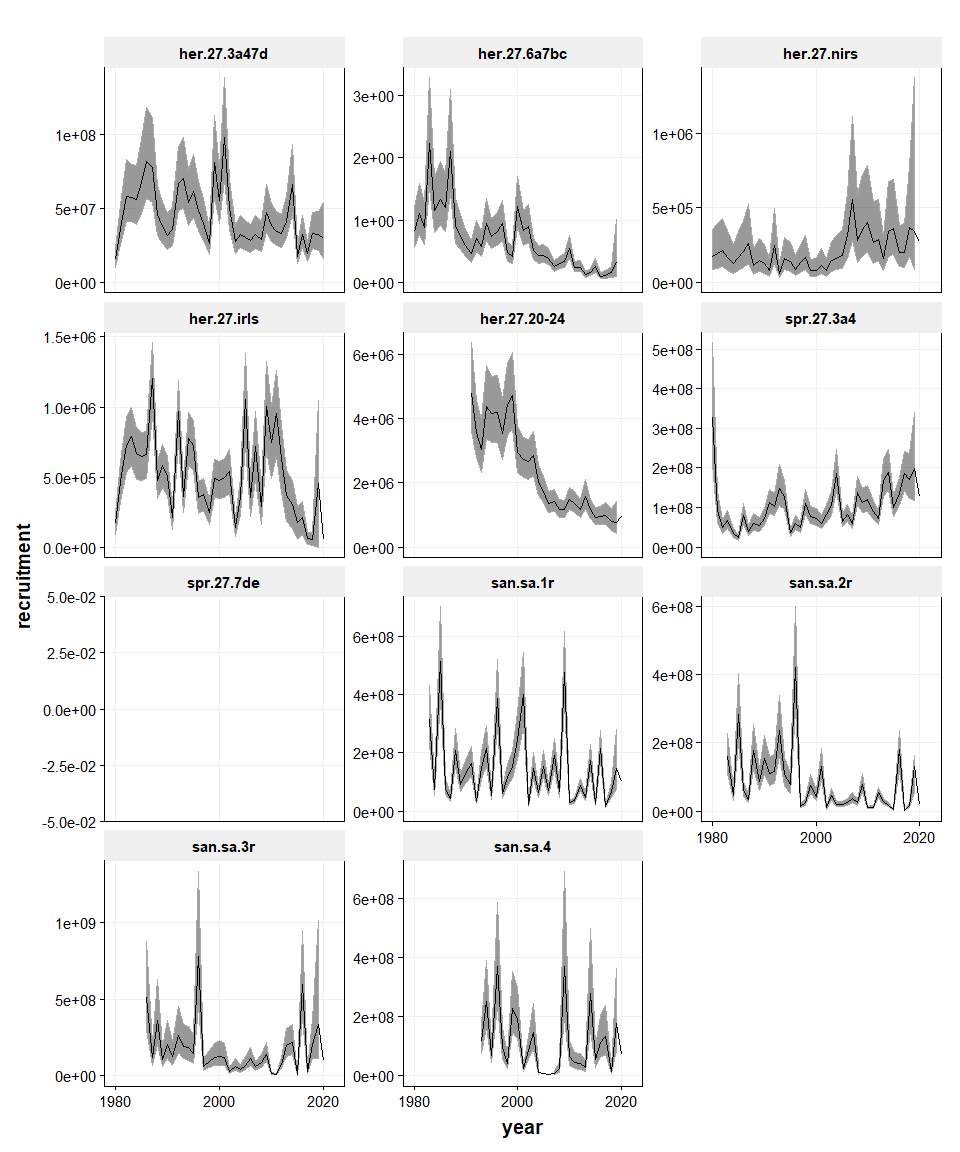 her.27.3a47d
her.27.6a7bc
her.27.nirs
1e+08
5e+07
0e+00
3e+00
2e+00
1e+00
0e+00
1e+06
5e+05
0e+00
her.27.irls
her.27.20-24
spr.27.3a4
1.5e+06
1.0e+06
5.0e+05
0.0e+00
6e+06
4e+06
2e+06
0e+00
5e+08
4e+08
3e+08
2e+08
1e+08
0e+00
recruitment
spr.27.7de
san.sa.1r
san.sa.2r
5.0e-02
2.5e-02
0.0e+00
-2.5e-02
-5.0e-02
6e+08
4e+08
2e+08
0e+00
6e+08
4e+08
2e+08
0e+00
1980
2000
2020
san.sa.3r
san.sa.4
1e+09
5e+08
0e+00
6e+08
4e+08
2e+08
0e+00
1980
2000
2020
1980
2000
2020
year